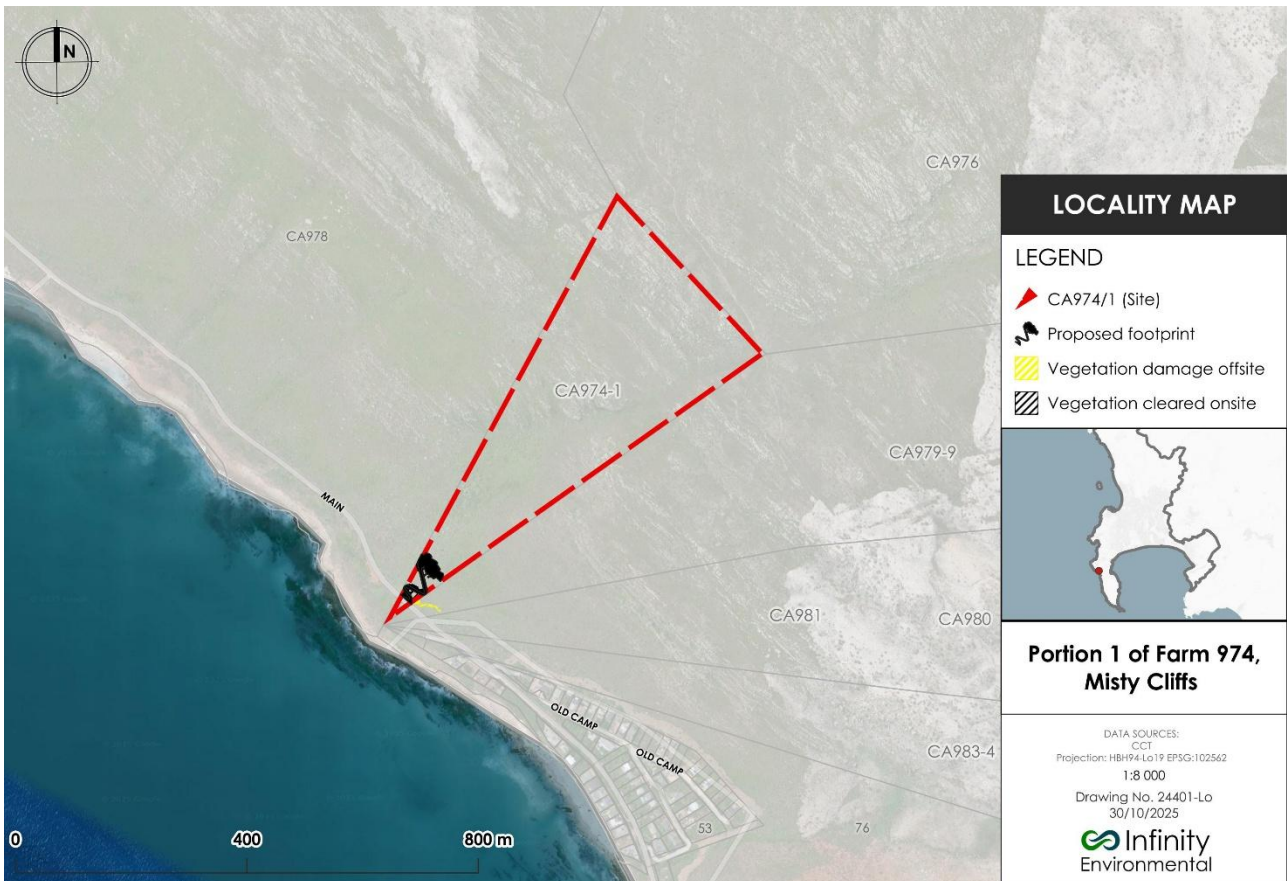 N
CA976
CA978
CA974-1
CA979-9
MAIN
CA981
CA980
OLD CAMP
OLD CAMP
CA983-4
53
76
0
400
800 m
LOCALITY MAP
LEGEND
CA974/1 (Site)
Proposed footprint
Vegetation damage offsite
Vegetation cleared onsite
Portion 1 of Farm 974,
Misty Cliffs
DATA SOURCES:
CCT
Projection: HBH94-Lo19 EPSG:102562
1:8 000
Drawing No. 24401-Lo
30/10/2025
Infinity
Environmental